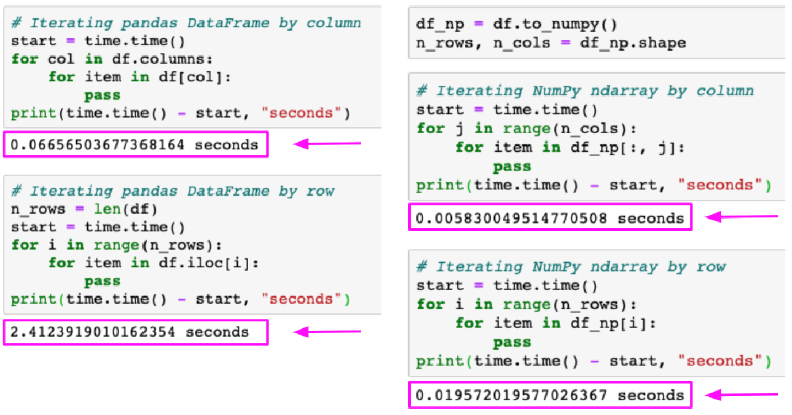 # Iterating pandas DataFrame by column
start = time.time()
for col in df.columns:
    for item in df[col]:
        pass
print(time.time() - start, "seconds")
0.06656503677368164 seconds
# Iterating pandas DataFrame by row
n_rows = len(df)
start = time.time()
for i in range(n_rows):
    for item in df.iloc[i]:
        pass
print(time.time() - start, "seconds")
2.4123919010162354 seconds
df_np = df.to_numpy()
n_rows, n_cols = df_np.shape
# Iterating NumPy ndarray by column
start = time.time()
for j in range(n_cols):
    for item in df_np[:, j]:
        pass
print(time.time() - start, "seconds")
0.005830049514770508 seconds
# Iterating NumPy ndarray by row
start = time.time()
for i in range(n_rows):
    for item in df_np[i]:
        pass
print(time.time() - start, "seconds")
0.019572019577026367 seconds